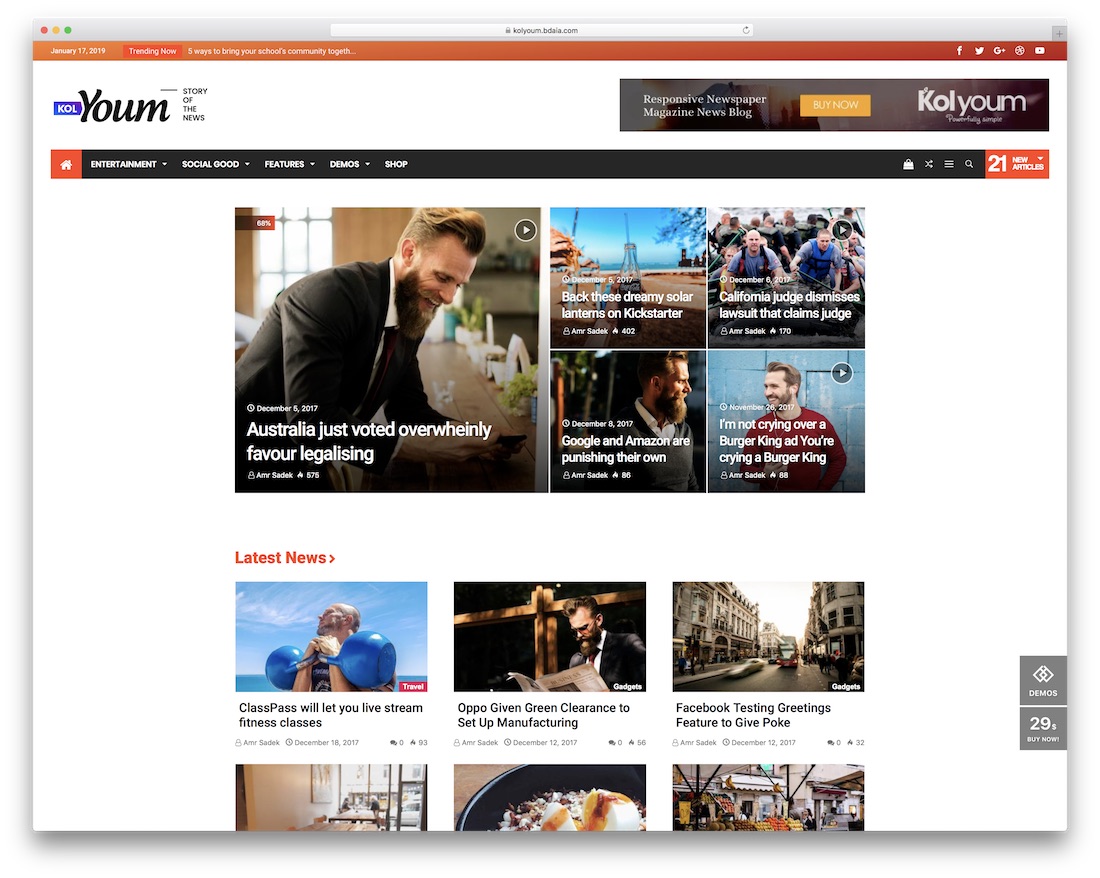 kolyoum.bdaia.com
January 17, 2019
Trending Now
5 ways to bring your school's community togeth...
KOL Youm
STORY
OF
THE
NEWS
Responsive Newspaper
Magazine News Blog
BUY NOW
Kolyoum
Powerfully simple
ENTERTAINMENT
SOCIAL GOOD
FEATURES
DEMOS
SHOP
21
NEW
ARTICLES
68%
December 5, 2017
Australia just voted overwheinly
favour legalising
Amr Sadek 575
December 5, 2017
Back these dreamy solar
lanterns on Kickstarter
Amr Sadek 402
December 6, 2017
California judge dismisses
lawsuit that claims judge
Amr Sadek 170
December 8, 2017
Google and Amazon are
punishing their own
Amr Sadek 86
November 26, 2017
I'm not crying over a
Burger King ad You're
crying a Burger King
Amr Sadek 88
Latest News
Travel
ClassPass will let you live stream
fitness classes
Amr Sadek December 18, 2017 0 93
Gadgets
Oppo Given Green Clearance to
Set Up Manufacturing
Amr Sadek December 12, 2017 0 56
Gadgets
Facebook Testing Greetings
Feature to Give Poke
Amr Sadek December 12, 2017 0 32
DEMOS
29$
BUY NOW!